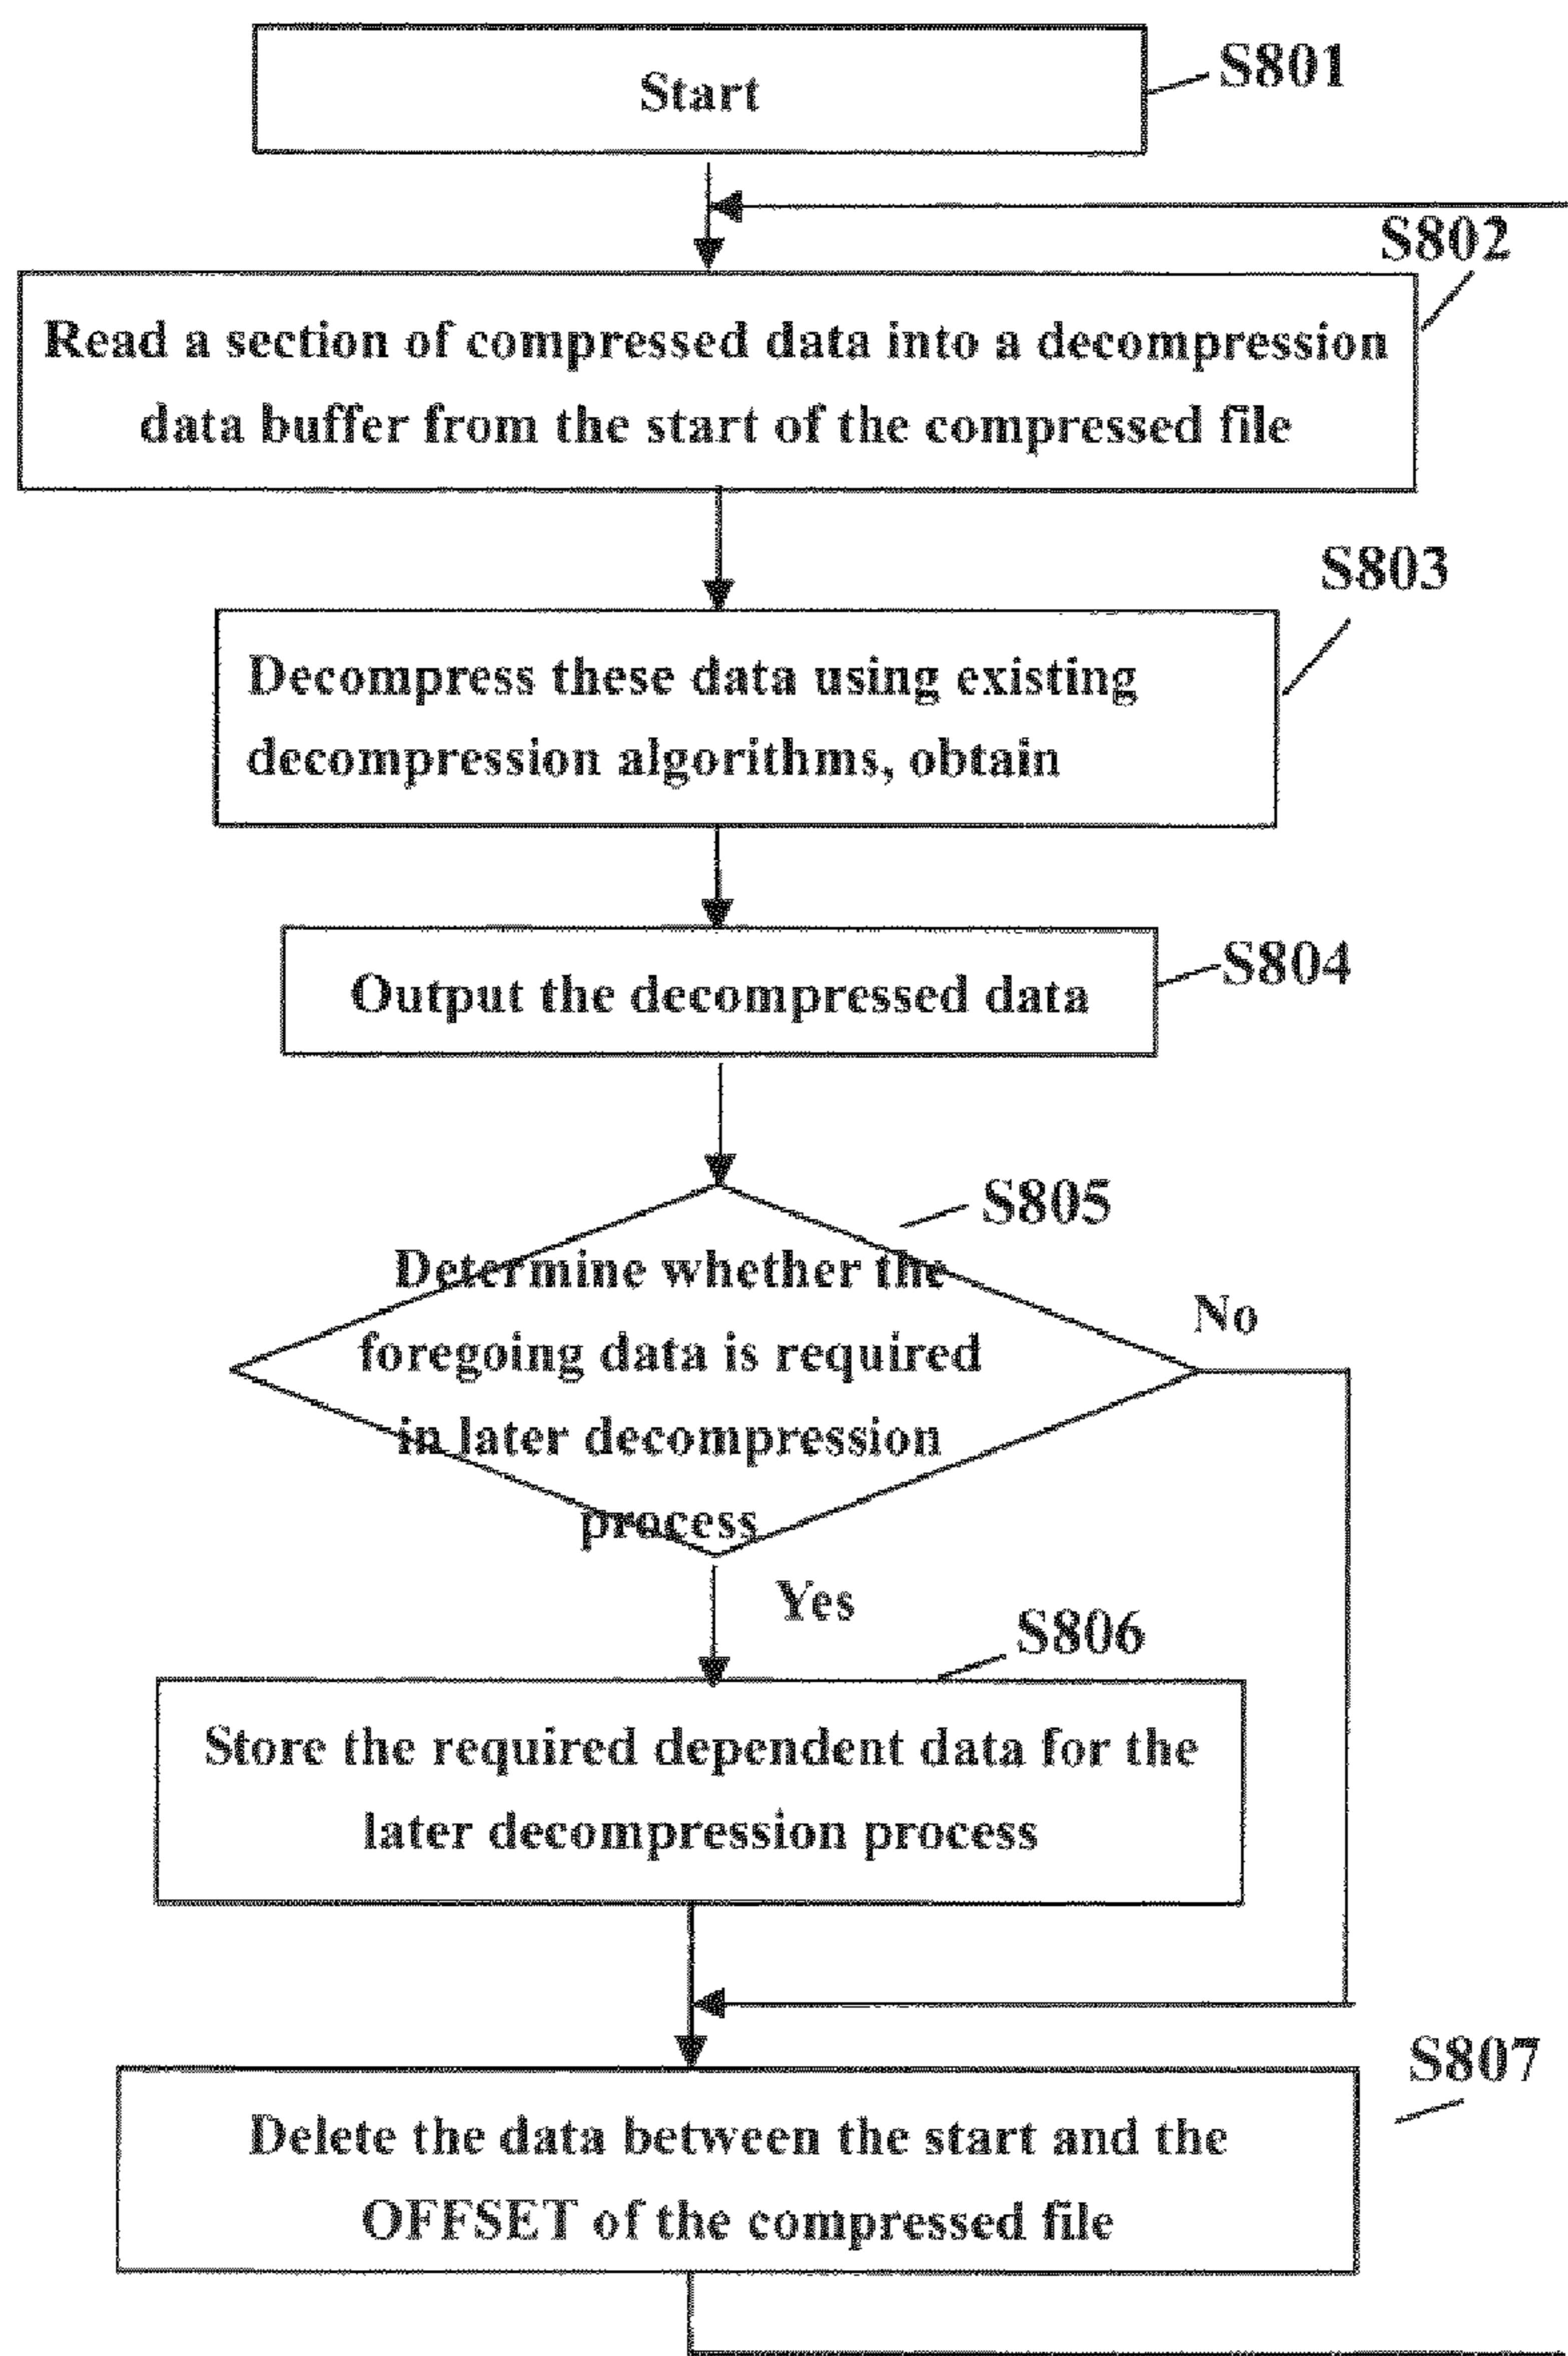 Start
S801
S802
Read a section of compressed data into a decompression
data buffer from the start of the compressed file
S803
Decompress these data using existing
decompression algorithms, obtain
Output the decompressed data
S804
S805
Determine whether the
foregoing data is required
in later decompression
process
No
Yes
S806
Store the required dependent data for the
later decompression process
S807
Delete the data between the start and the
OFFSET of the compressed file